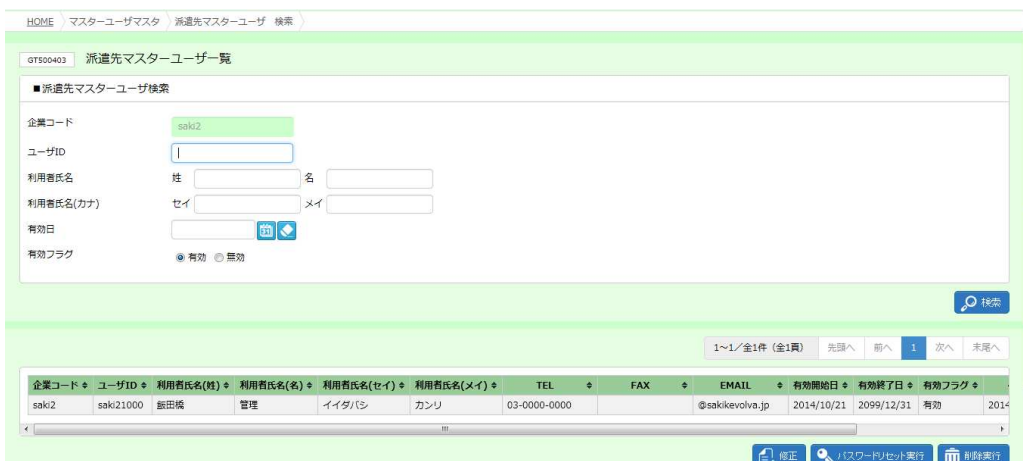 HOME マスターユーザマスタ 派遣先マスターユーザ 検索
GTS00403 派遣先マスターユーザ一覧
■派遣先マスターユーザ検索
企業コード saki2
ユーザID
利用者氏名 姓 名
利用者氏名(カナ) セイ メイ
有効日 31
有効フラグ 有効 無効
検索
1～1／全1件（全1頁） 先頭へ 前へ 1 次へ 末尾へ
企業コード ユーザID 利用者氏名(姓) 利用者氏名(名) 利用者氏名(セイ) 利用者氏名(メイ) TEL FAX EMAIL 有効開始日 有効終了日 有効フラグ
saki2 saki21000 飯田橋 管理 イイダバシ カンリ 03-0000-0000 @sakikevolva.jp 2014/10/21 2099/12/31 有効 2014
修正 パスワードリセット実行 削除実行